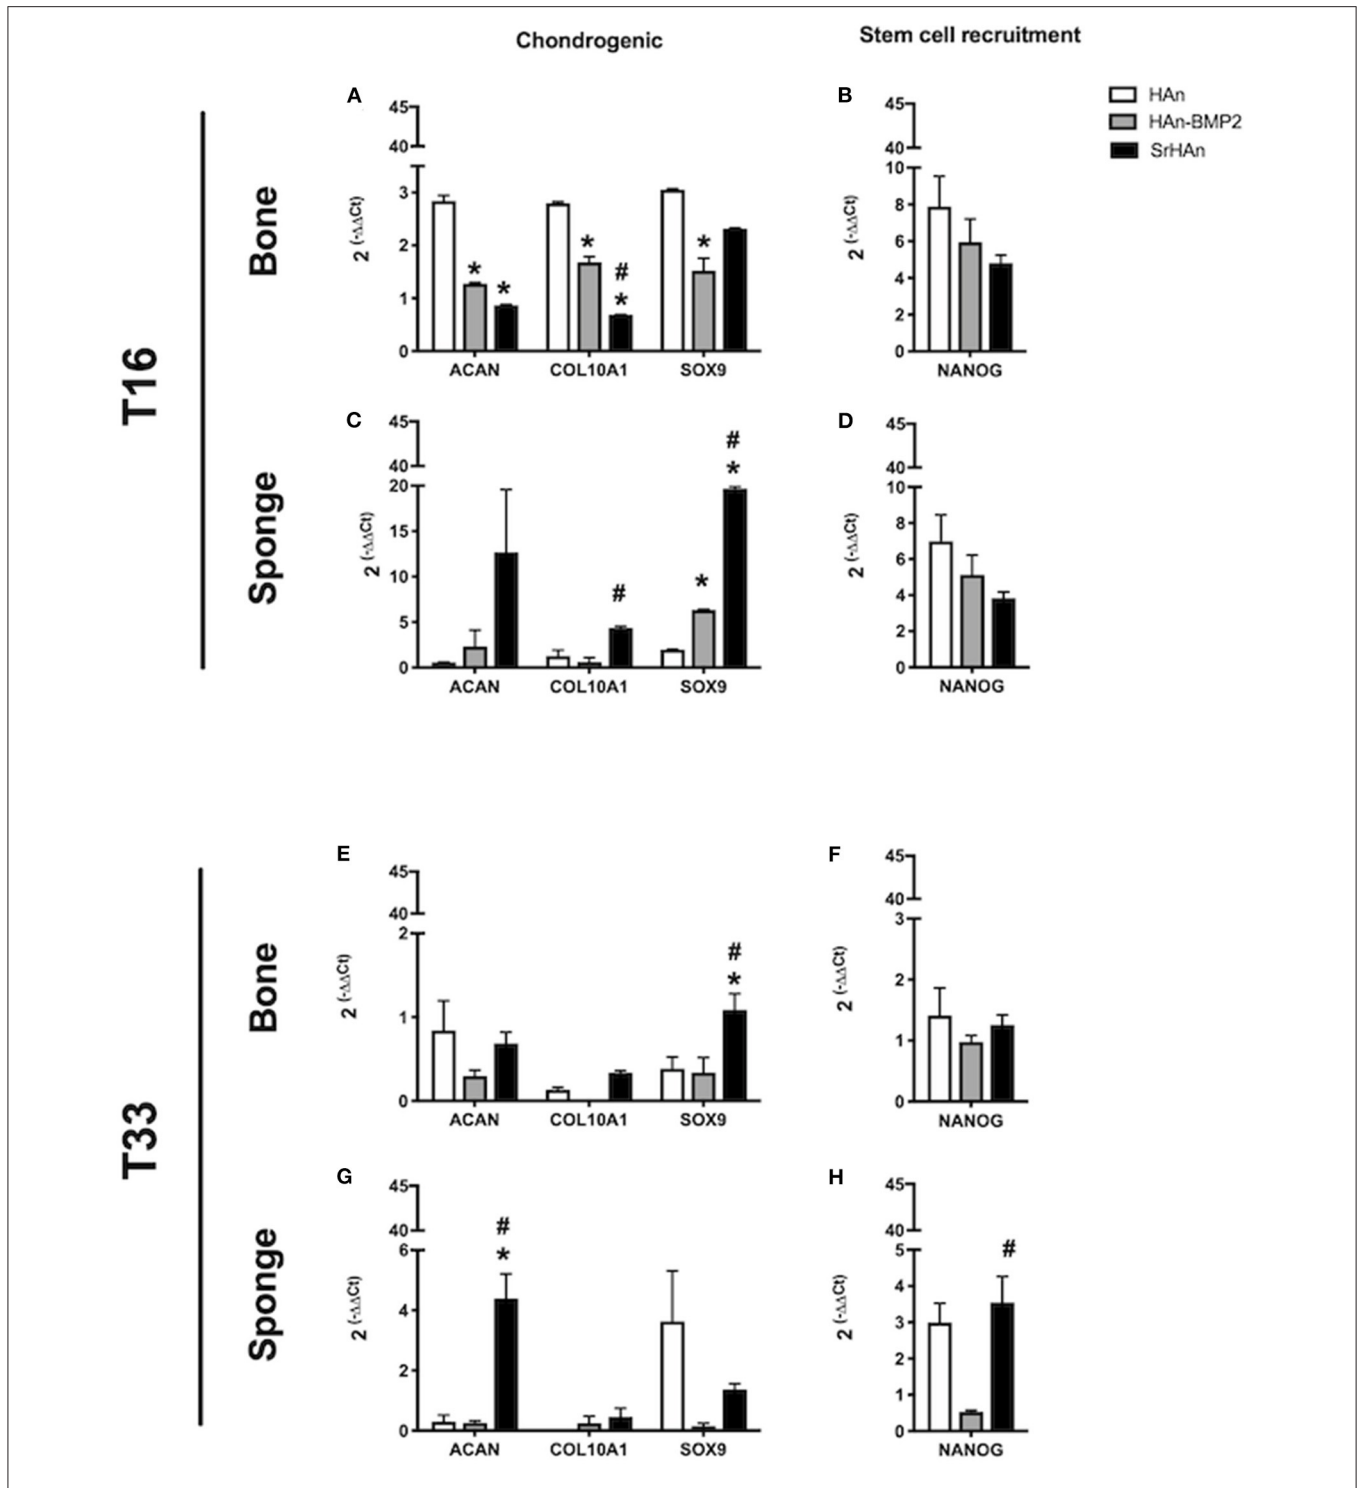 Chondrogenic
Stem cell recruitment
HAn
HAn-BMP2
SrHAn
T16
Bone
A
45
40
3
2
1
0
2 (-ΔΔCt)
*
*
*
#
*
*
ACAN COL10A1 SOX9
B
45
40
10
8
6
4
2
0
2 (-ΔΔCt)
NANOG
Sponge
C
45
40
20
15
10
5
0
2 (-ΔΔCt)
#
*
#
*
ACAN COL10A1 SOX9
D
45
40
10
8
6
4
2
0
2 (-ΔΔCt)
NANOG
T33
Bone
E
45
40
2
1
0
2 (-ΔΔCt)
#
*
ACAN COL10A1 SOX9
F
45
40
3
2
1
0
2 (-ΔΔCt)
NANOG
Sponge
G
45
40
6
4
2
0
2 (-ΔΔCt)
#
*
ACAN COL10A1 SOX9
H
45
40
5
4
3
2
1
0
2 (-ΔΔCt)
#
NANOG